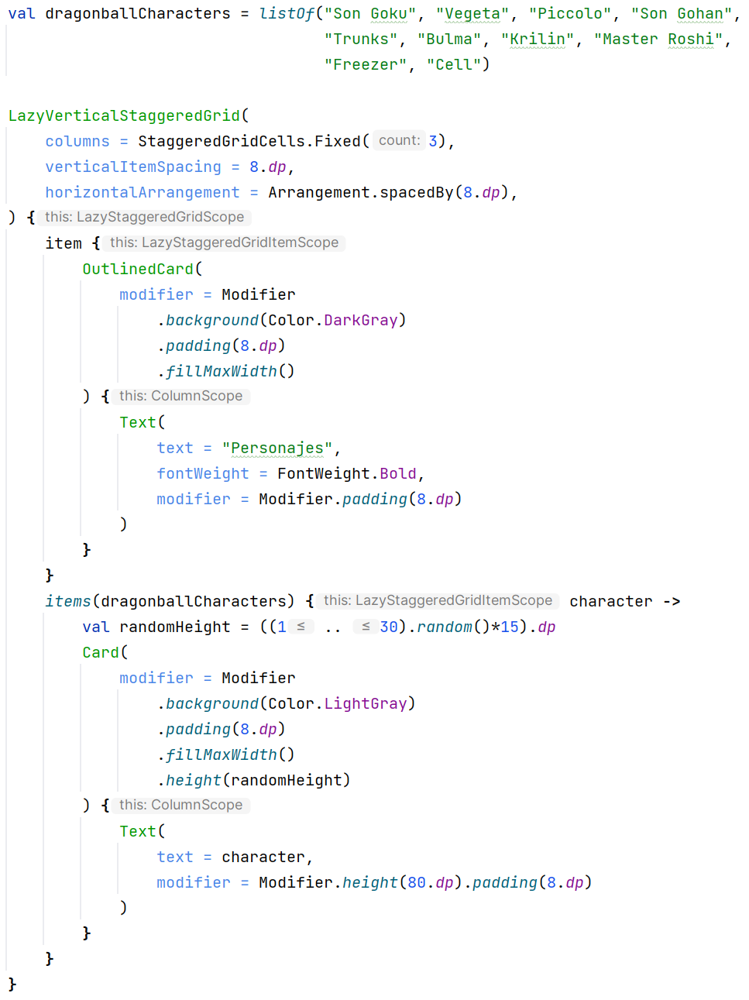 val dragonballCharacters = listOf("Son Goku", "Vegeta", "Piccolo", "Son Gohan",
                                  "Trunks", "Bulma", "Krilin", "Master Roshi",
                                  "Freezer", "Cell")

LazyVerticalStaggeredGrid(
    columns = StaggeredGridCells.Fixed( count: 3),
    verticalItemSpacing = 8.dp,
    horizontalArrangement = Arrangement.spacedBy(8.dp),
) { this: LazyStaggeredGridScope
    item { this: LazyStaggeredGridItemScope
        OutlinedCard(
            modifier = Modifier
                .background(Color.DarkGray)
                .padding(8.dp)
                .fillMaxWidth()
        ) { this: ColumnScope
            Text(
                text = "Personajes",
                fontWeight = FontWeight.Bold,
                modifier = Modifier.padding(8.dp)
            )
        }
    }
    items(dragonballCharacters) { this: LazyStaggeredGridItemScope character ->
        val randomHeight = ((1 ≤ .. ≤ 30).random()*15).dp
        Card(
            modifier = Modifier
                .background(Color.LightGray)
                .padding(8.dp)
                .fillMaxWidth()
                .height(randomHeight)
        ) { this: ColumnScope
            Text(
                text = character,
                modifier = Modifier.height(80.dp).padding(8.dp)
            )
        }
    }
}